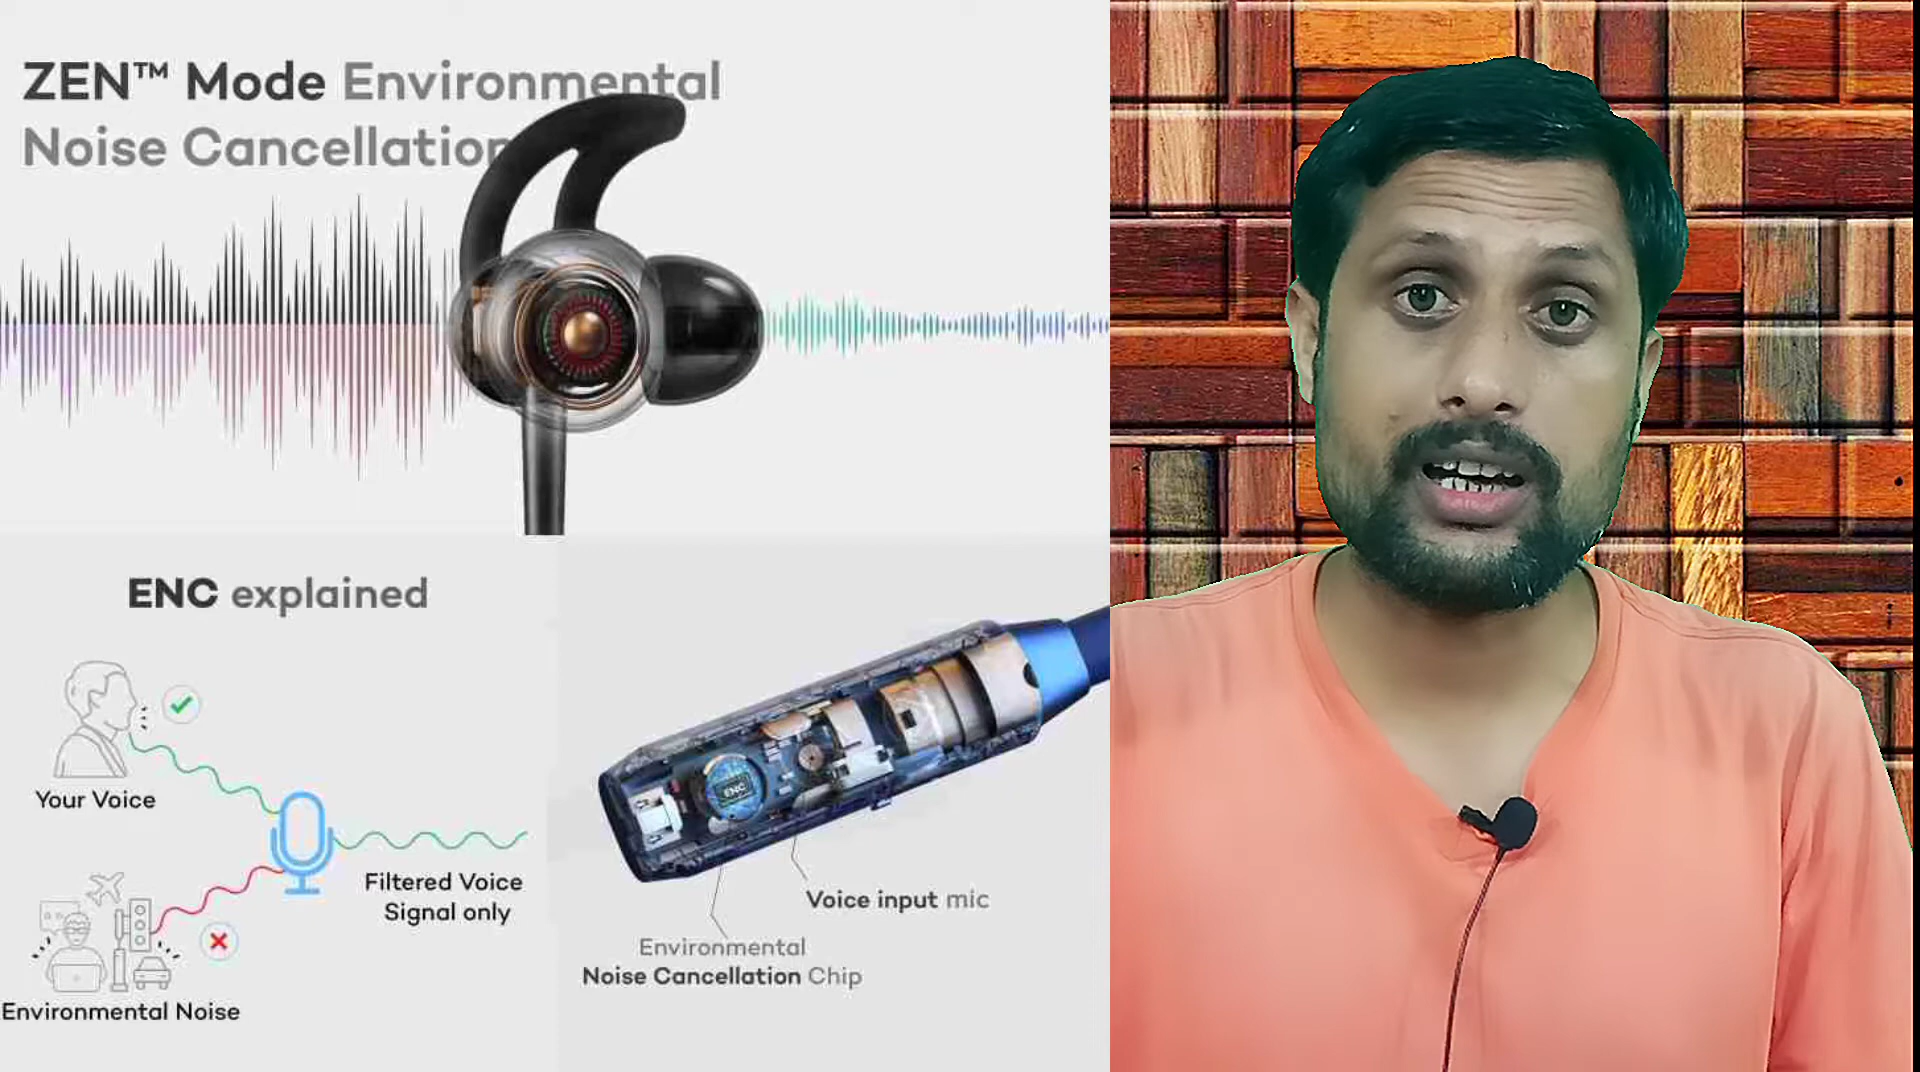 ZEN™ Mode Environmental
Noise Cancellation
ENC explained
Your Voice
Filtered Voice
Signal only
Environmental Noise
ENC
Voice input mic
Environmental
Noise Cancellation Chip